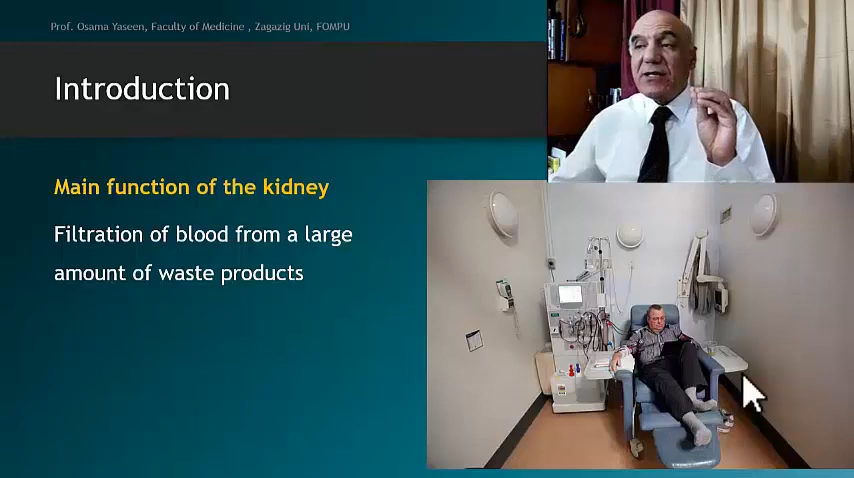 Prof. Osama Yaseen, Faculty of Medicine , Zagazig Uni, FOMPU
Introduction
Main function of the kidney
Filtration of blood from a large
amount of waste products